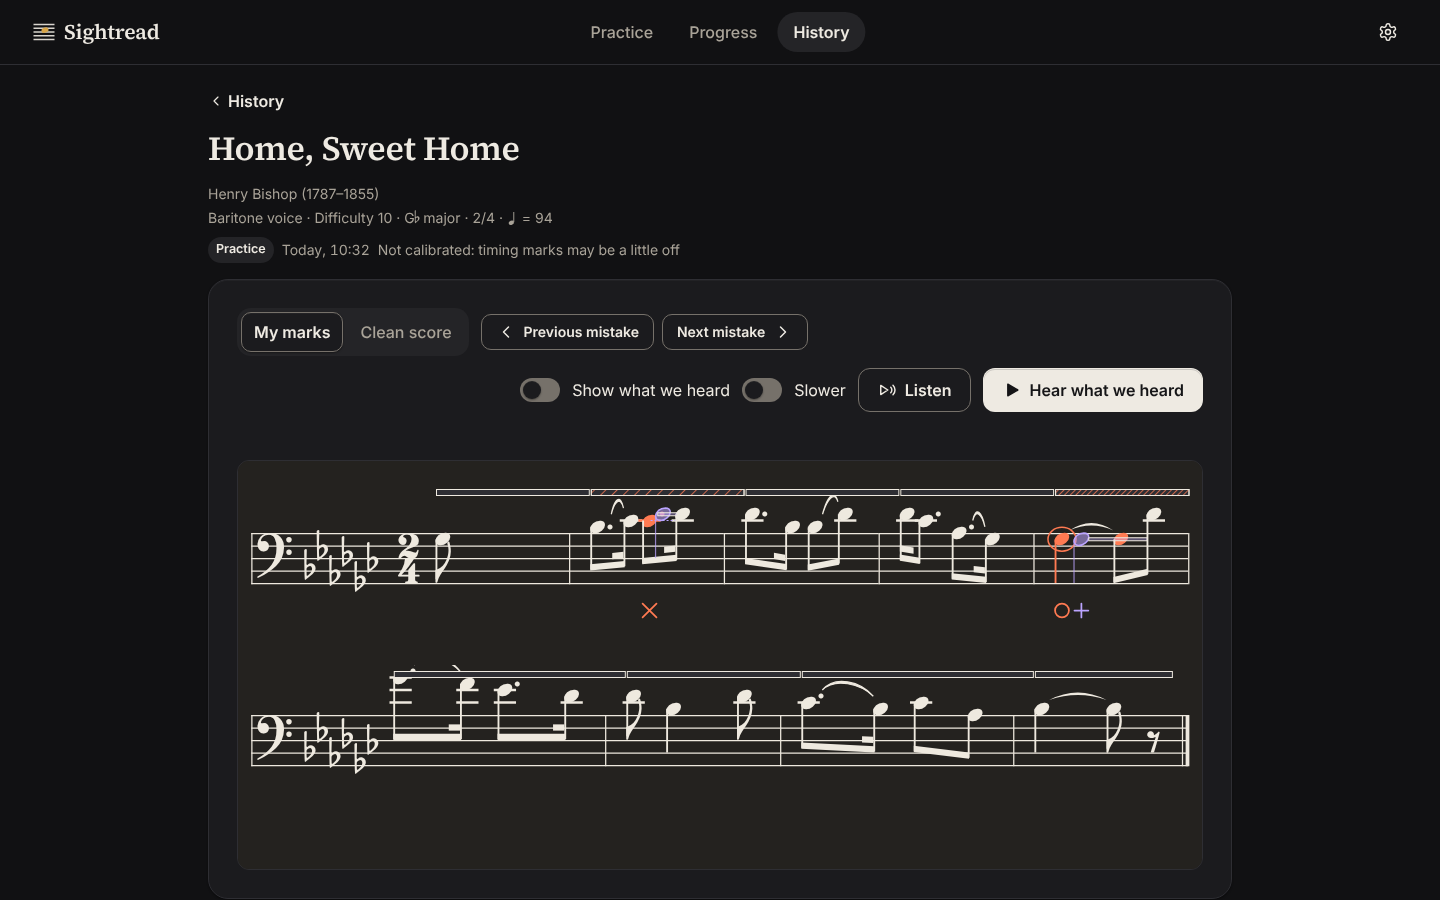 Sightread
Practice
Progress
History
History
Home, Sweet Home
Henry Bishop (1787–1855)
Baritone voice · Difficulty 10 · G♭ major · 2/4 · ♩ = 94
Practice Today, 10:32 Not calibrated: timing marks may be a little off
My marks
Clean score
Previous mistake
Next mistake
Show what we heard
Slower
Listen
Hear what we heard
2
4